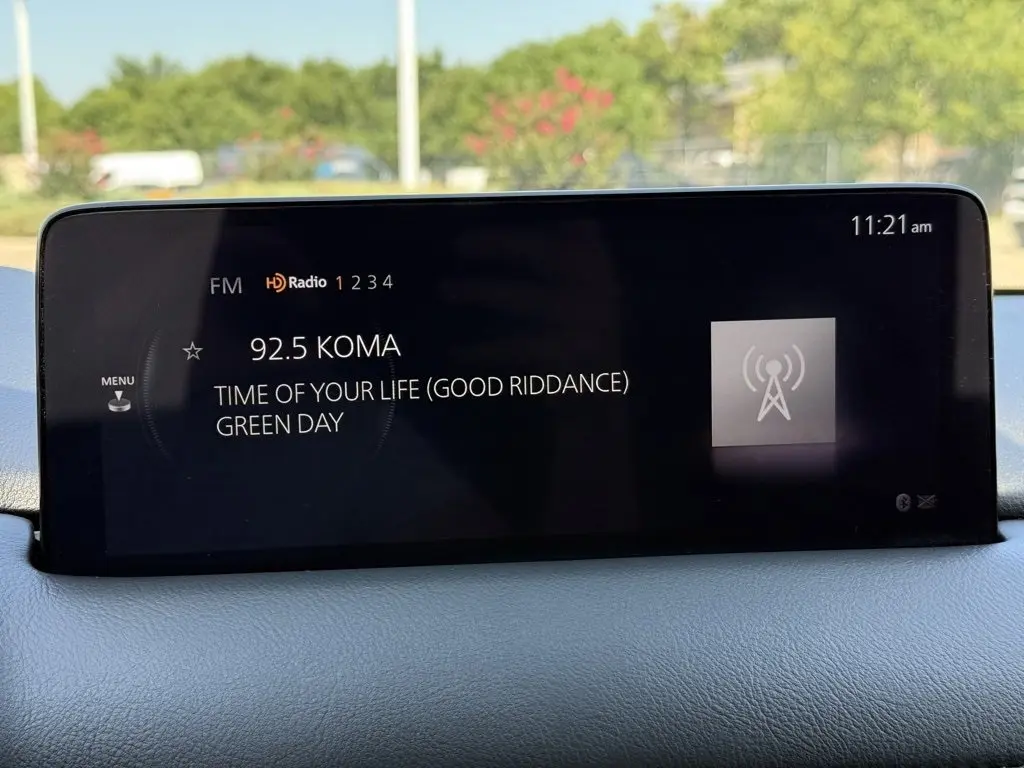 11:21 am
FM HD Radio 1 2 3 4
92.5 KOMA
MENU
TIME OF YOUR LIFE (GOOD RIDDANCE)
GREEN DAY